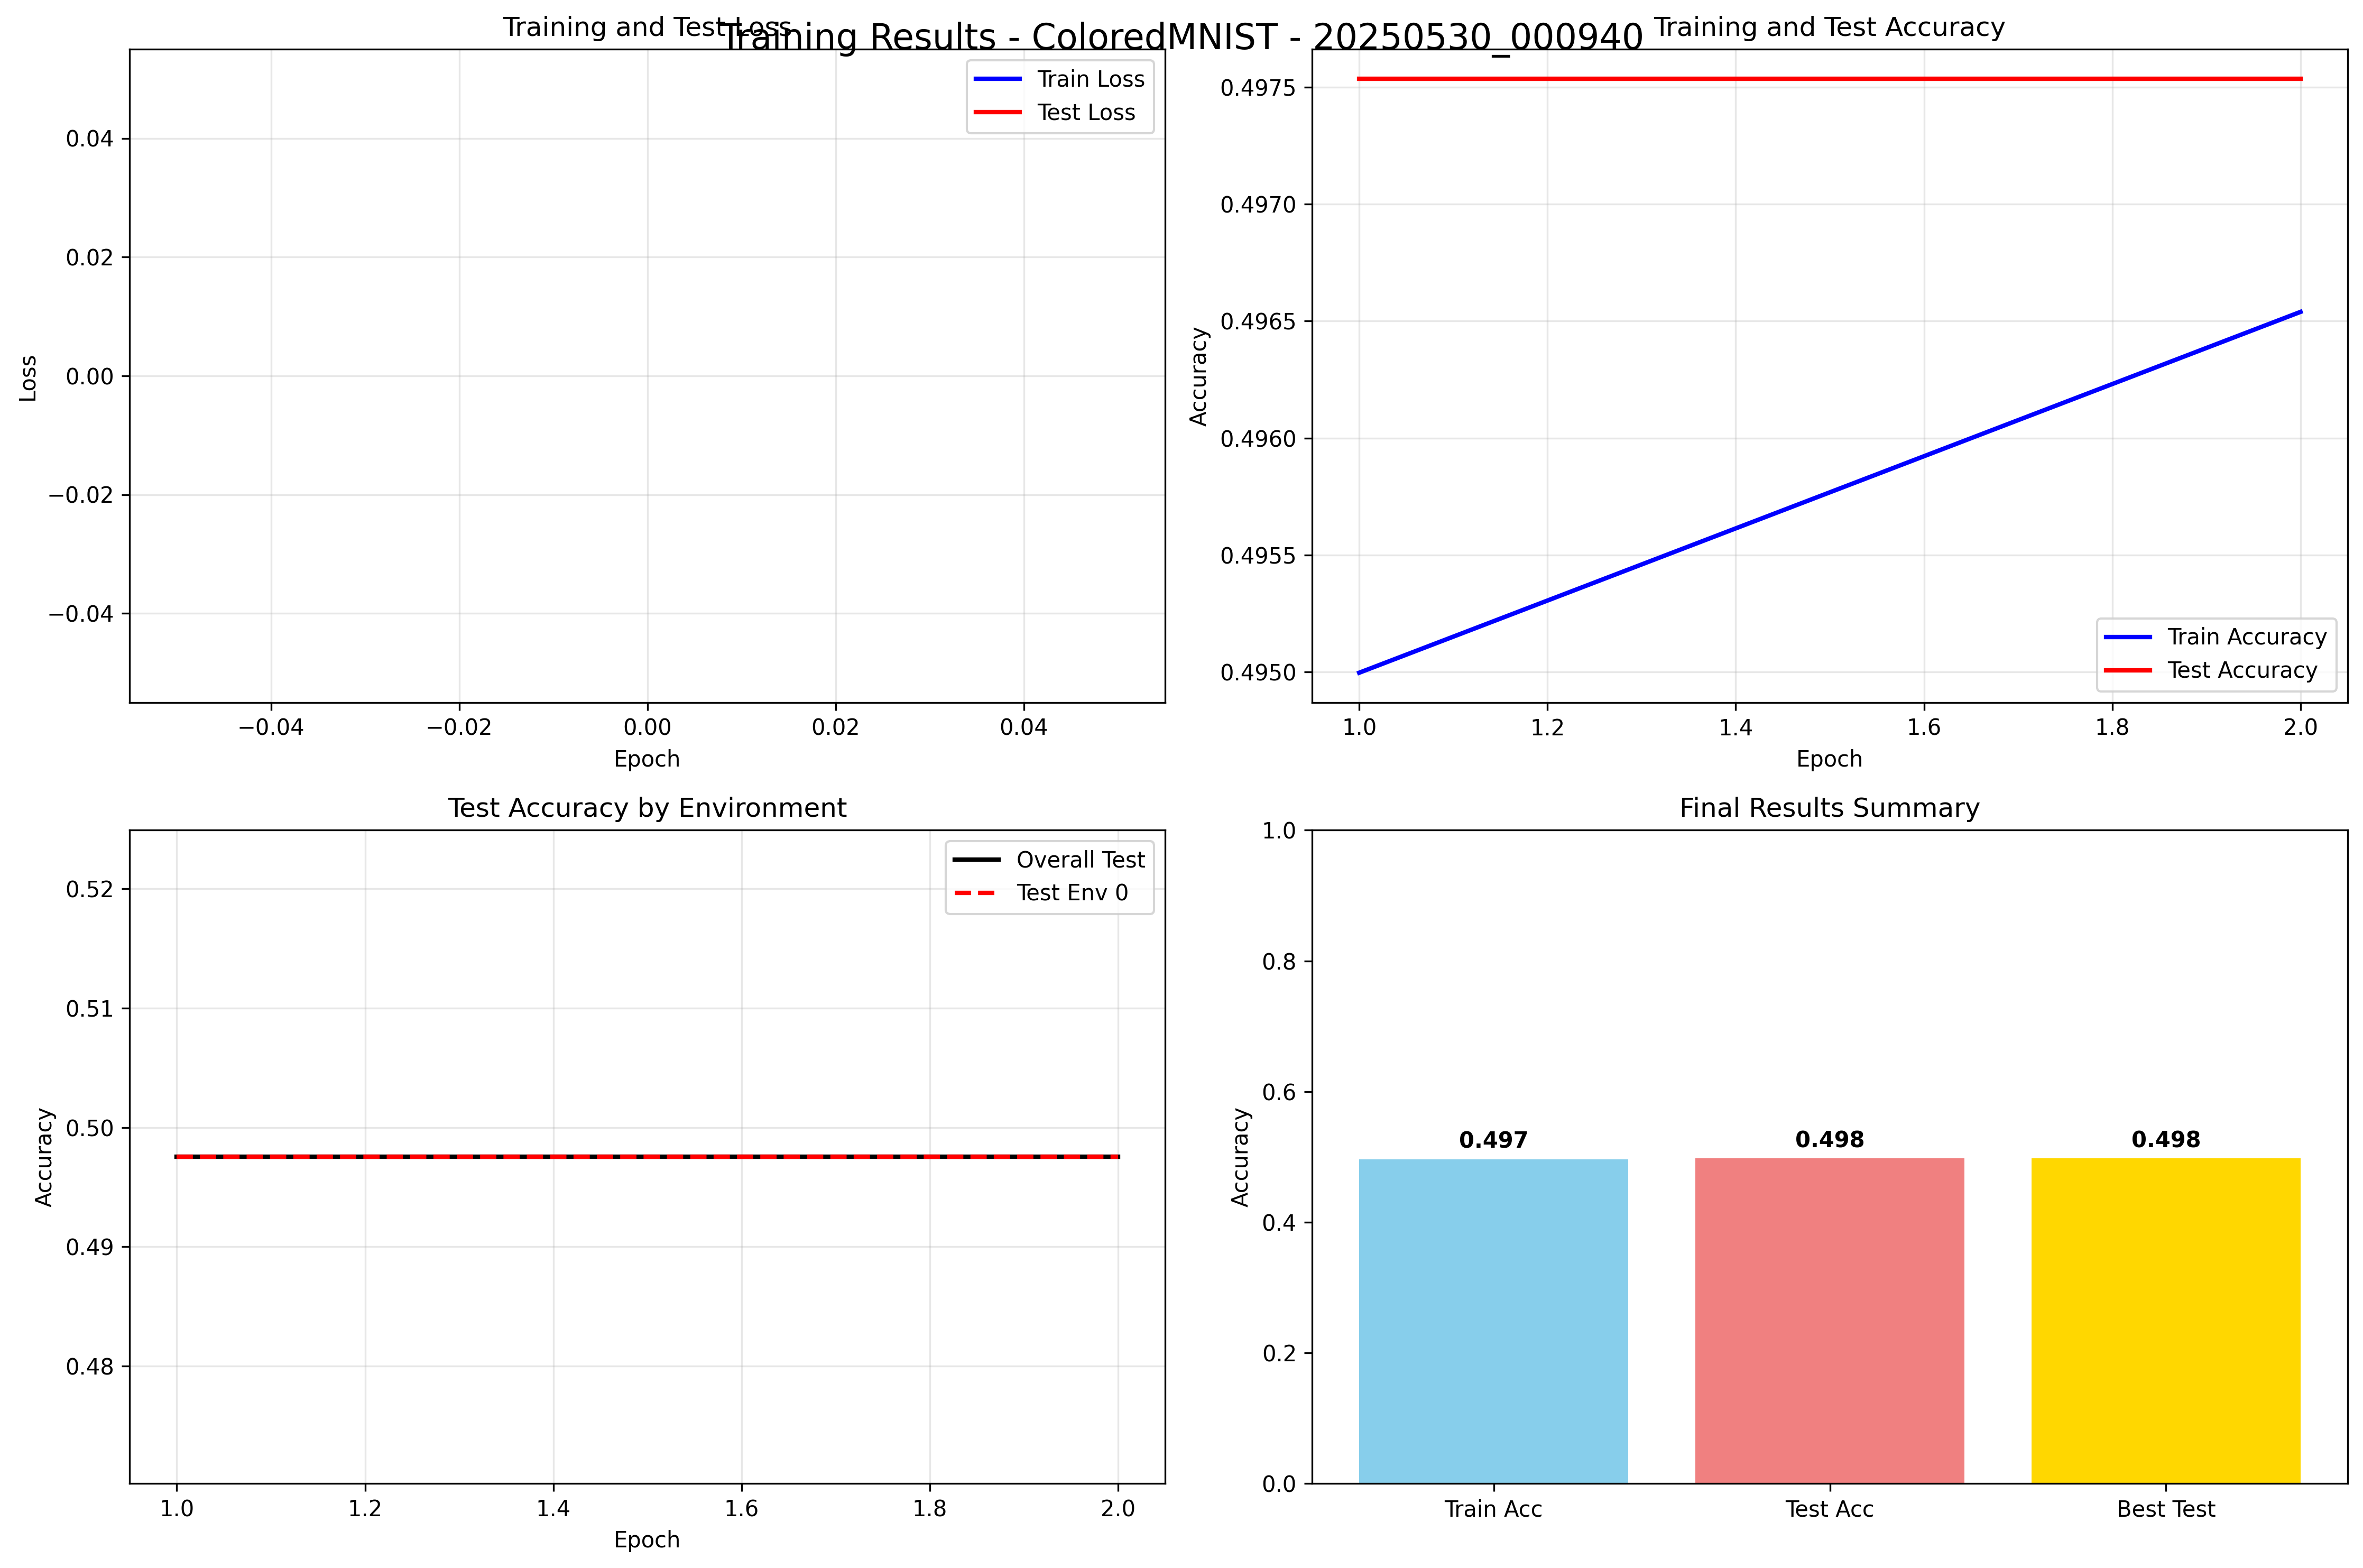 Training Results - ColoredMNIST - 20250530_000940
Training and Test Loss
Train Loss
Test Loss
0.04
0.02
0.00
−0.02
−0.04
Loss
−0.04 −0.02 0.00 0.02 0.04
Epoch
Training and Test Accuracy
0.4975
0.4970
0.4965
0.4960
0.4955
0.4950
Accuracy
Train Accuracy
Test Accuracy
1.0 1.2 1.4 1.6 1.8 2.0
Epoch
Test Accuracy by Environment
Overall Test
Test Env 0
0.52
0.51
0.50
0.49
0.48
Accuracy
1.0 1.2 1.4 1.6 1.8 2.0
Epoch
Final Results Summary
1.0
0.8
0.6
0.4
0.2
0.0
Accuracy
0.497 0.498 0.498
Train Acc Test Acc Best Test